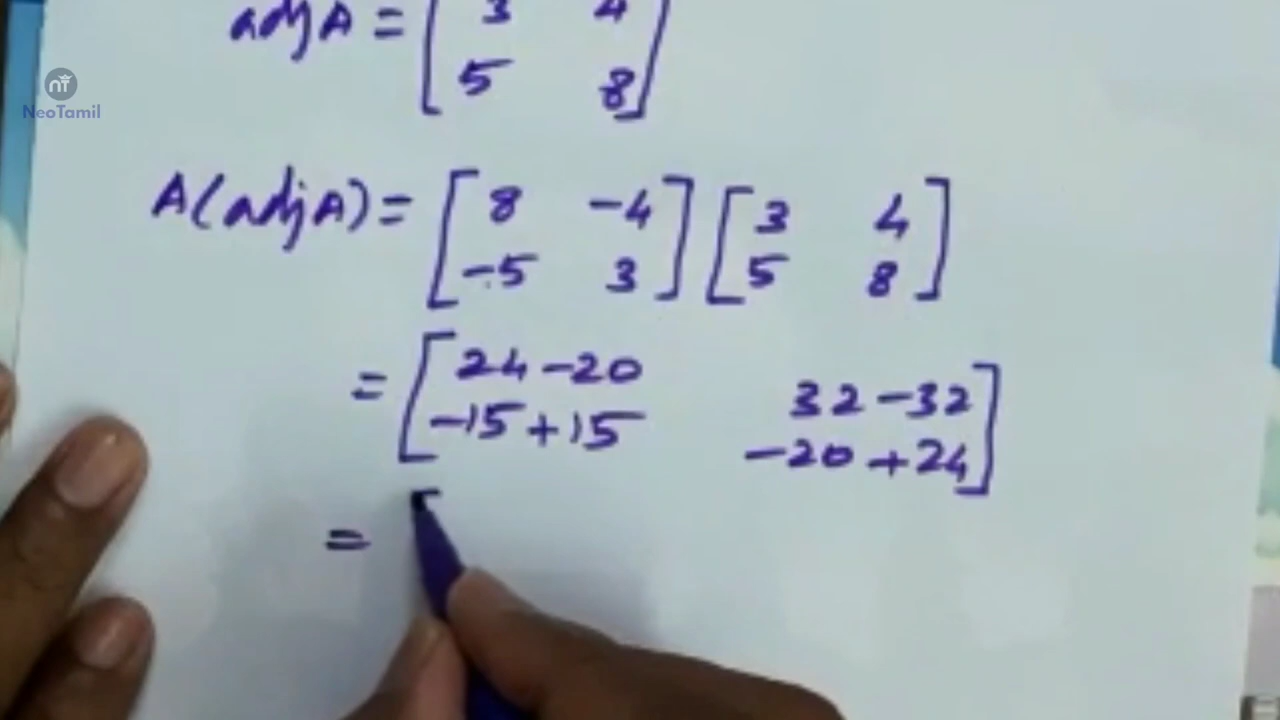 adjA = [3 4
5 8]
NeoTamil
A(adjA) = [8 -4] [3 4]
[-5 3] [5 8]
= [24-20 32-32]
[-15+15 -20+24]
= [